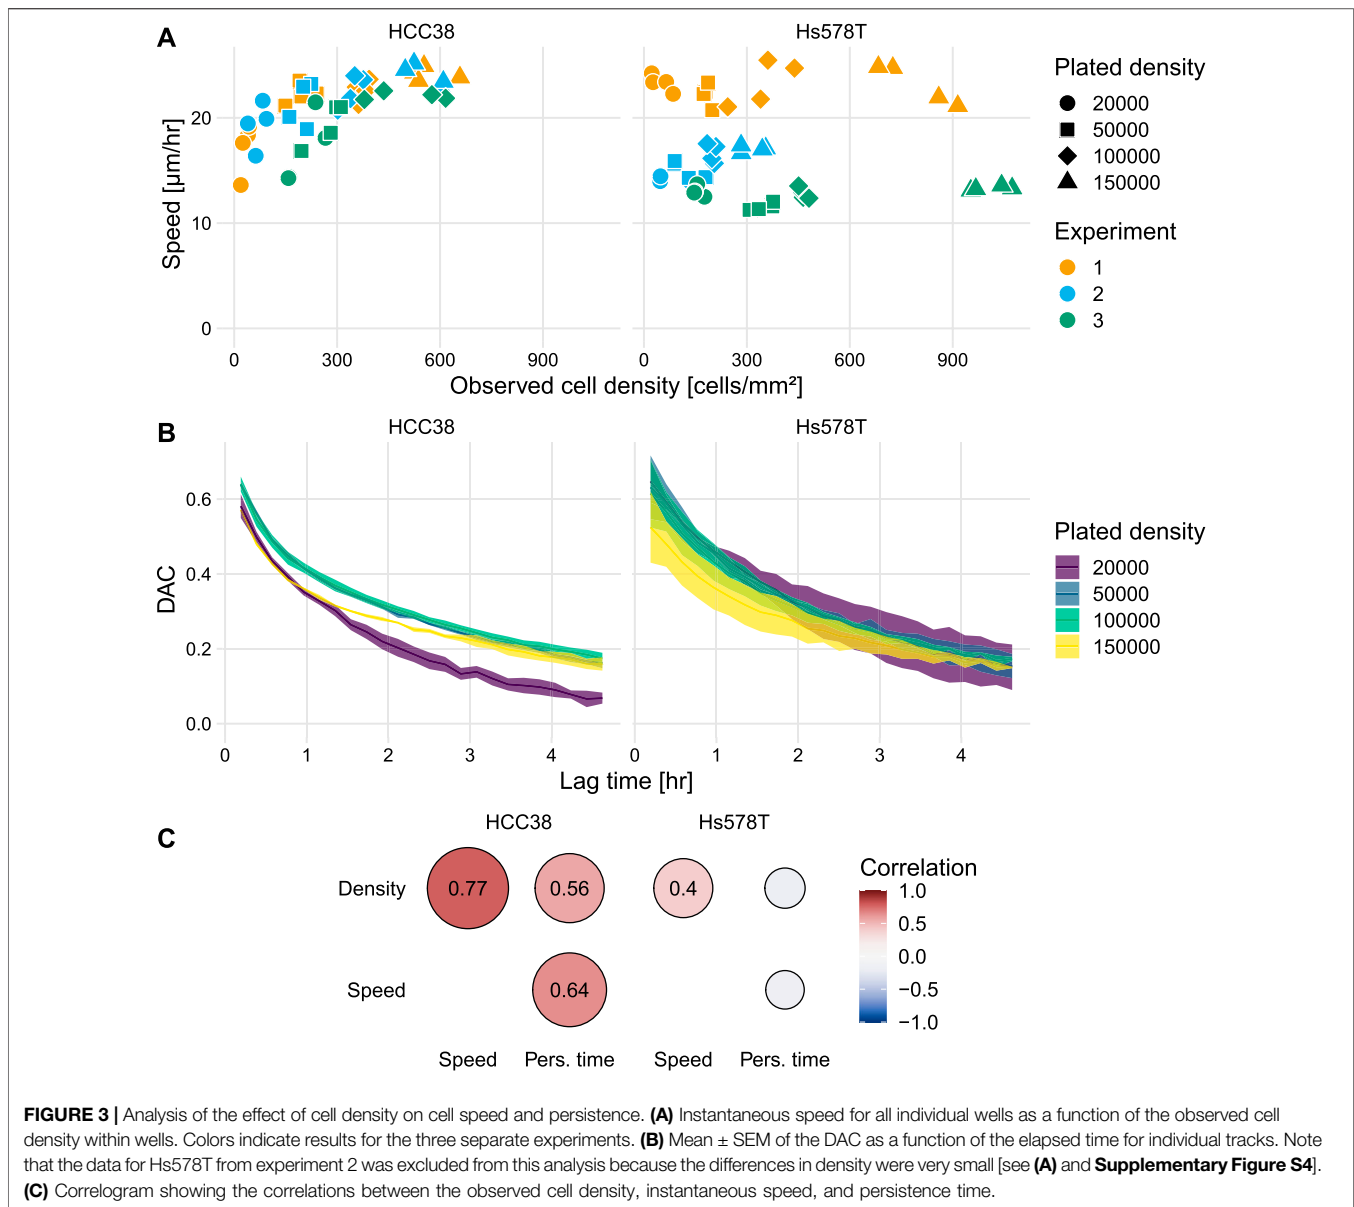 A
HCC38
Hs578T
Speed [µm/hr]
20
10
0
0
300
600
900
0
300
600
900
Observed cell density [cells/mm²]
Plated density
20000
50000
100000
150000
Experiment
1
2
3
B
HCC38
Hs578T
DAC
0.6
0.4
0.2
0.0
0
1
2
3
4
0
1
2
3
4
Lag time [hr]
Plated density
20000
50000
100000
150000
C
HCC38
Hs578T
Density
0.77
0.56
0.4
Speed
0.64
Speed
Pers. time
Speed
Pers. time
Correlation
1.0
0.5
0.0
−0.5
−1.0
FIGURE 3 | Analysis of the effect of cell density on cell speed and persistence. (A) Instantaneous speed for all individual wells as a function of the observed cell
density within wells. Colors indicate results for the three separate experiments. (B) Mean ± SEM of the DAC as a function of the elapsed time for individual tracks. Note
that the data for Hs578T from experiment 2 was excluded from this analysis because the differences in density were very small [see (A) and Supplementary Figure S4].
(C) Correlogram showing the correlations between the observed cell density, instantaneous speed, and persistence time.